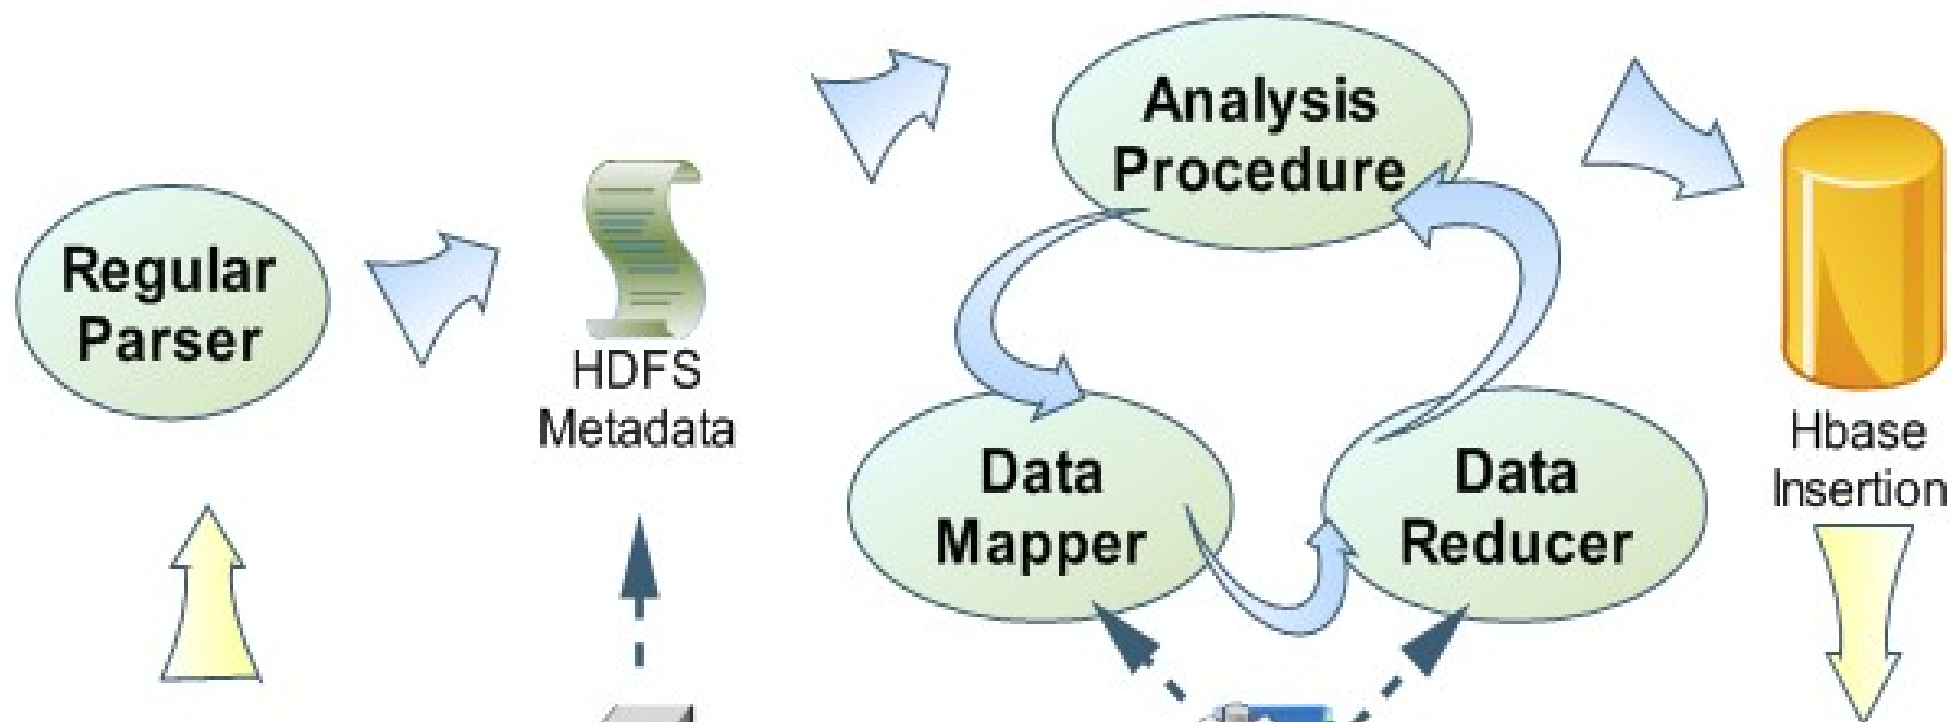 Regular
Parser
HDFS
Metadata
Analysis
Procedure
Data
Mapper
Data
Reducer
Hbase
Insertion